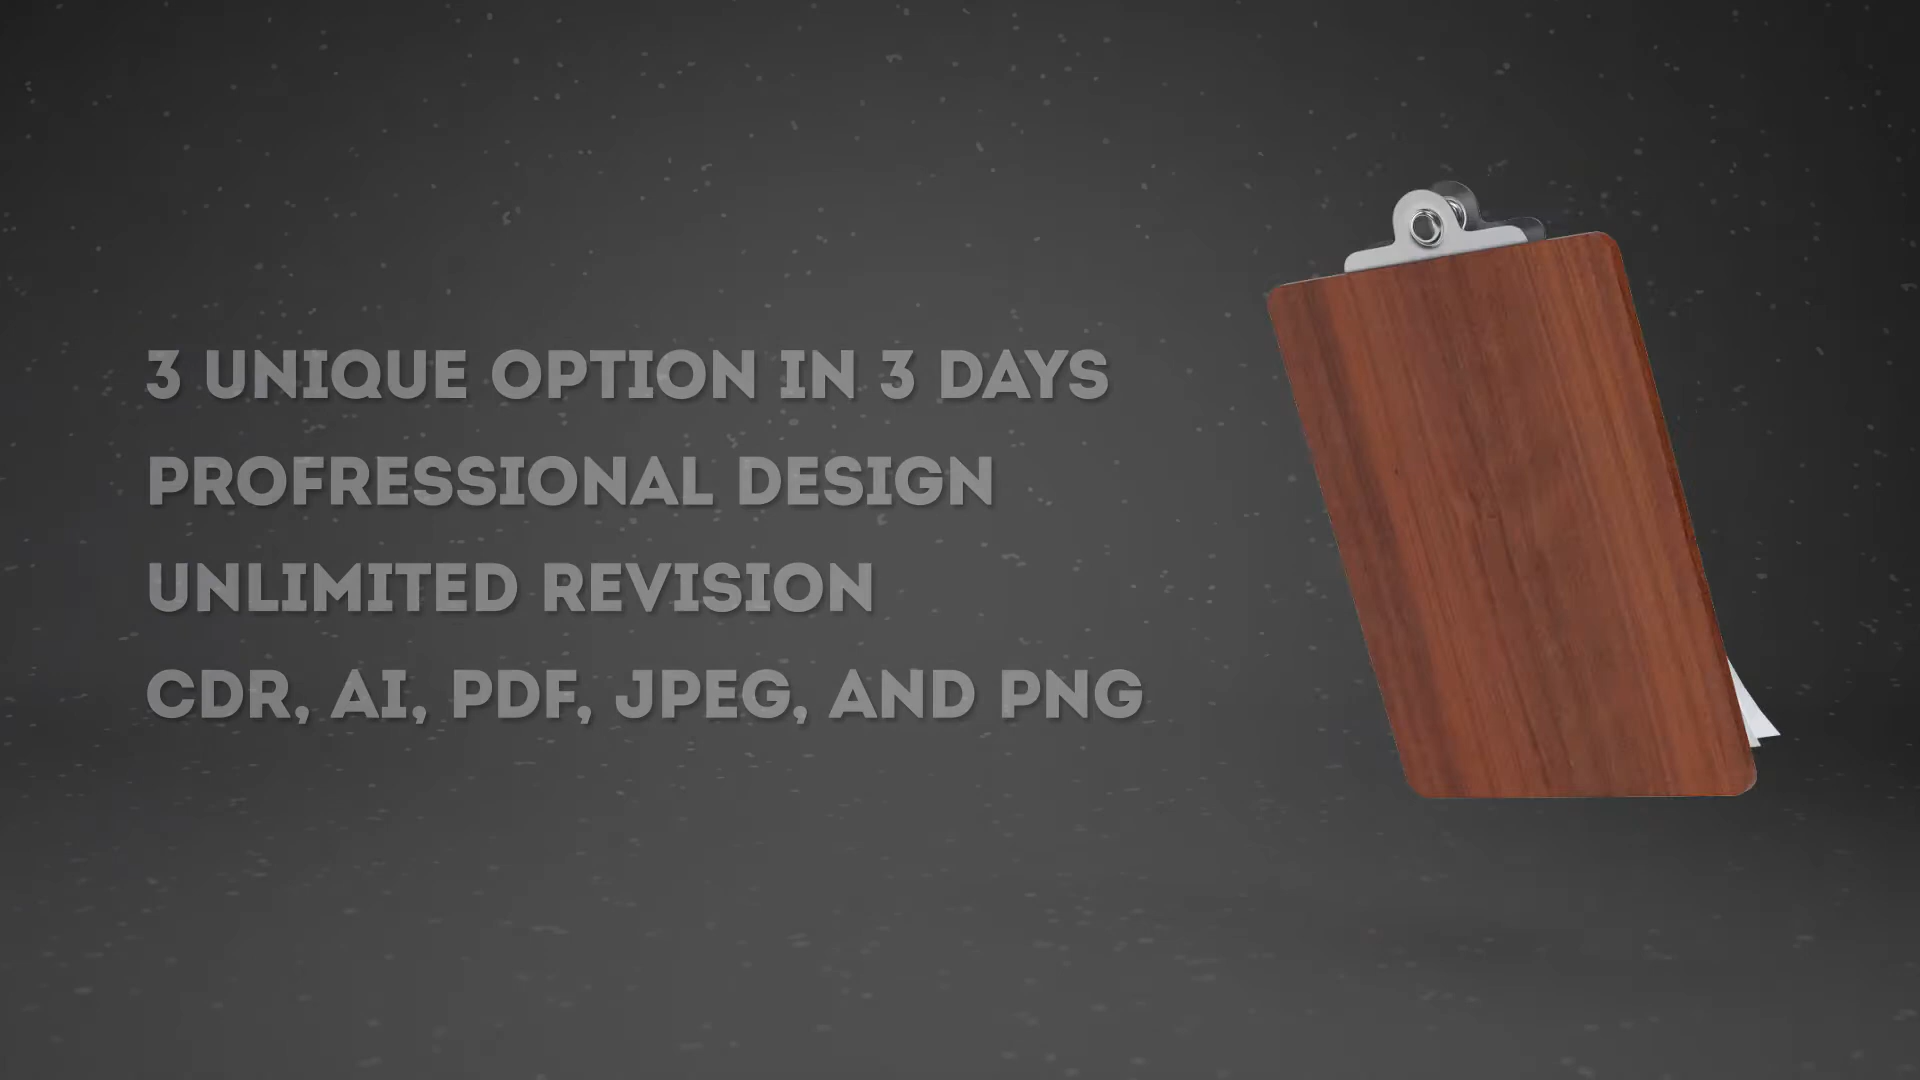 3 UNIQUE OPTION IN 3 DAYS
PROFRESSIONAL DESIGN
UNLIMITED REVISION
CDR, AI, PDF, JPEG, AND PNG